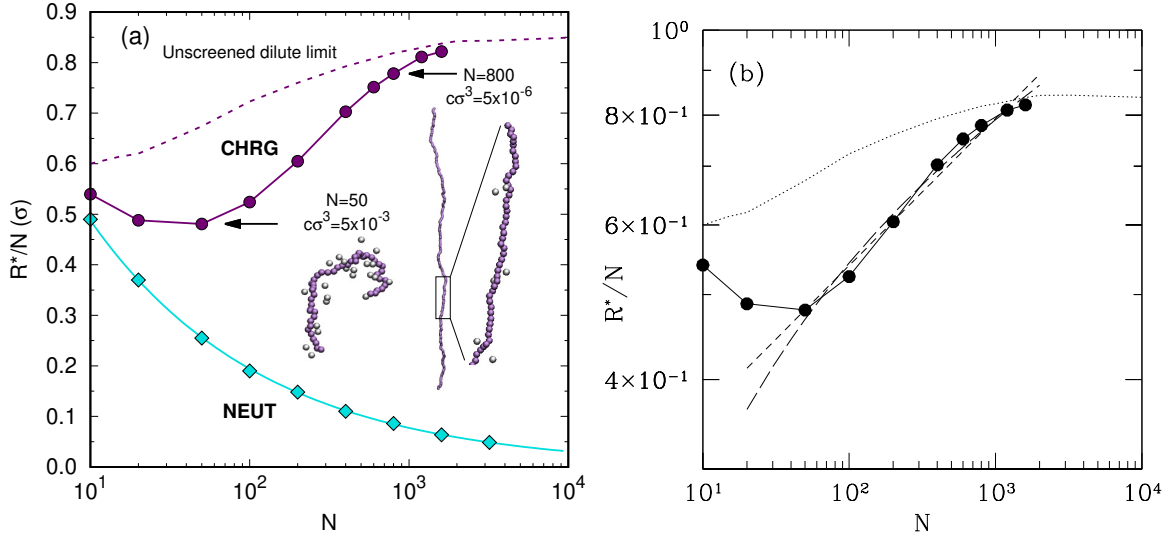 (a)
Unscreened dilute limit
N=800
cσ³=5x10⁻⁶
CHRG
N=50
cσ³=5x10⁻³
NEUT
R*/N (σ)
0.9
0.8
0.7
0.6
0.5
0.4
0.3
0.2
0.1
0.0
10¹ 10² 10³ 10⁴
N
(b)
R*/N
10⁰
8×10⁻¹
6×10⁻¹
4×10⁻¹
10¹ 10² 10³ 10⁴
N